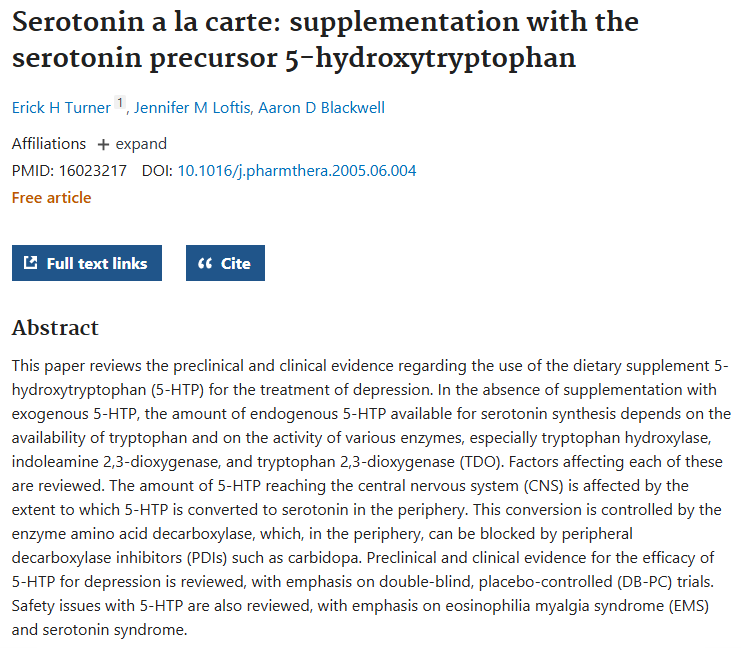 Serotonin a la carte: supplementation with the
serotonin precursor 5-hydroxytryptophan
Erick H Turner 1, Jennifer M Loftis, Aaron D Blackwell
Affiliations + expand
PMID: 16023217 DOI: 10.1016/j.pharmthera.2005.06.004
Free article
Full text links Cite
Abstract
This paper reviews the preclinical and clinical evidence regarding the use of the dietary supplement 5-
hydroxytryptophan (5-HTP) for the treatment of depression. In the absence of supplementation with
exogenous 5-HTP, the amount of endogenous 5-HTP available for serotonin synthesis depends on the
availability of tryptophan and on the activity of various enzymes, especially tryptophan hydroxylase,
indoleamine 2,3-dioxygenase, and tryptophan 2,3-dioxygenase (TDO). Factors affecting each of these
are reviewed. The amount of 5-HTP reaching the central nervous system (CNS) is affected by the
extent to which 5-HTP is converted to serotonin in the periphery. This conversion is controlled by the
enzyme amino acid decarboxylase, which, in the periphery, can be blocked by peripheral
decarboxylase inhibitors (PDIs) such as carbidopa. Preclinical and clinical evidence for the efficacy of
5-HTP for depression is reviewed, with emphasis on double-blind, placebo-controlled (DB-PC) trials.
Safety issues with 5-HTP are also reviewed, with emphasis on eosinophilia myalgia syndrome (EMS)
and serotonin syndrome.